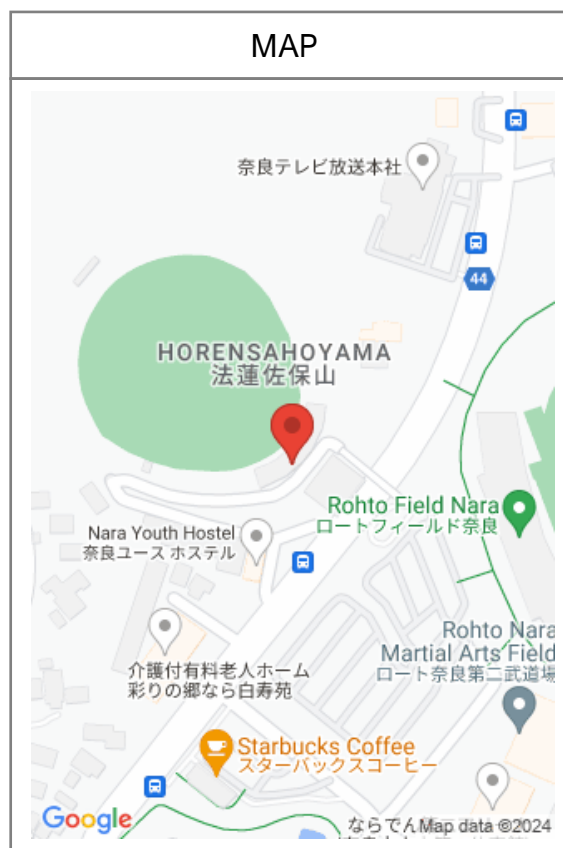 MAP
奈良テレビ放送本社
44
HORENSAHOYAMA
法蓮佐保山
Rohto Field Nara
ロートフィールド奈良
Nara Youth Hostel
奈良ユース ホステル
Rohto Nara
Martial Arts Field
ロート奈良第二武道場
介護付有料老人ホーム
彩りの郷なら白寿苑
Starbucks Coffee
スターバックスコーヒー
Google
ならでん
Map data ©2024